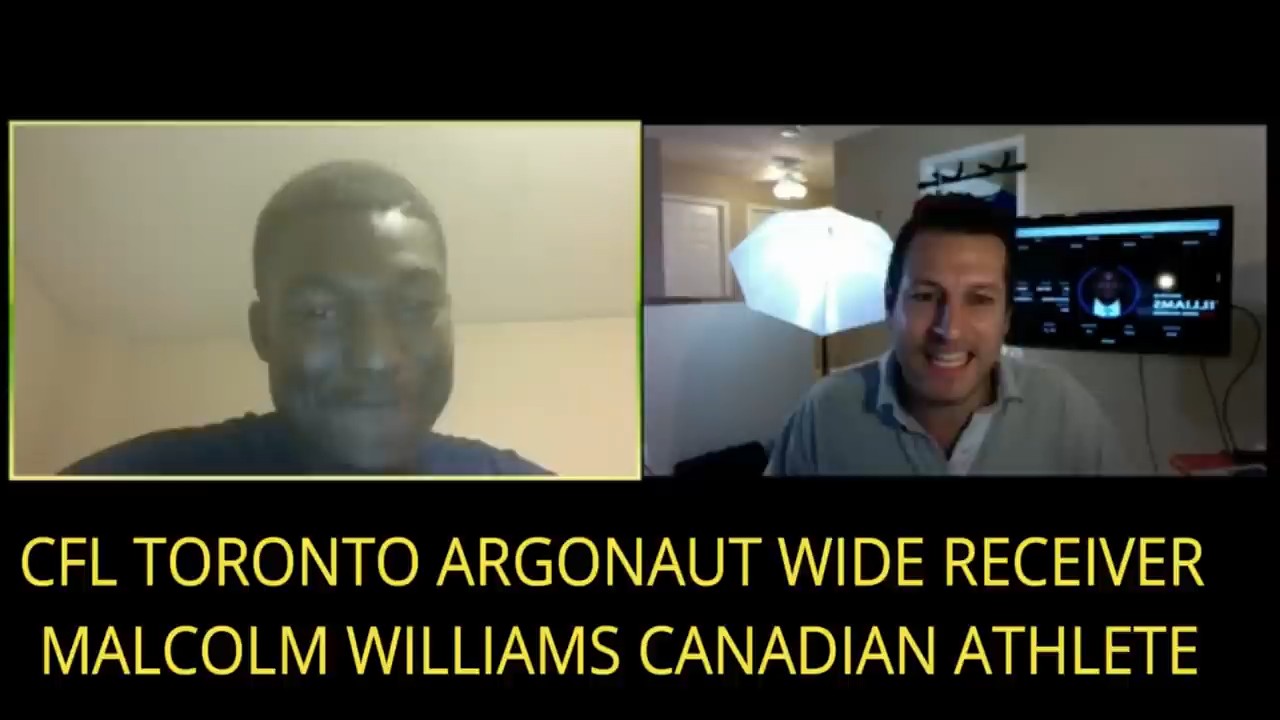 CFL TORONTO ARGONAUT WIDE RECEIVER
MALCOLM WILLIAMS CANADIAN ATHLETE